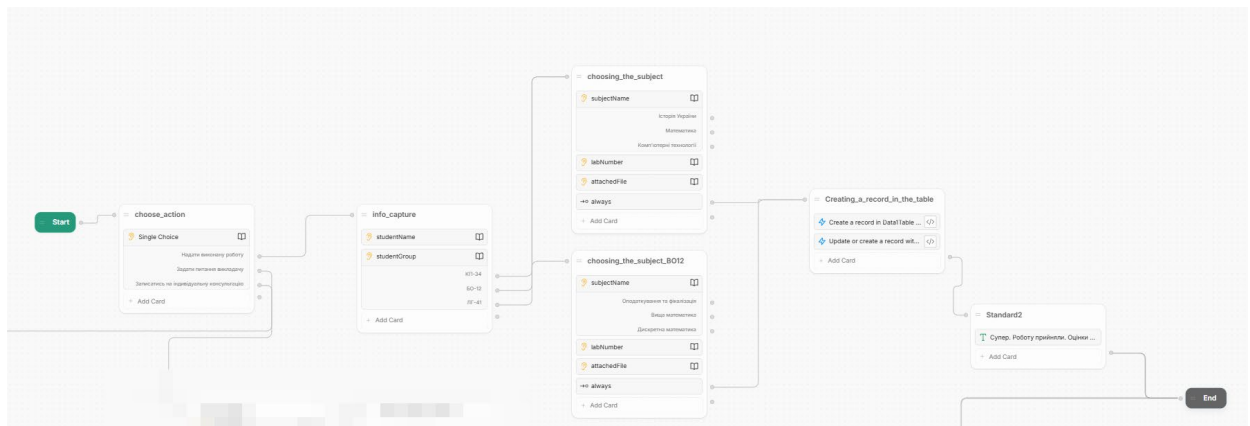 Start
choose_action
Single Choice
Надати виконану роботу
Задати питання викладачу
Записатись на індивідуальну консультацію
+ Add Card
info_capture
studentName
studentGroup
КП-34
БО-12
ЛГ-41
+ Add Card
choosing_the_subject
subjectName
Історія України
Математика
Комп'ютерні технології
labNumber
attachedFile
always
+ Add Card
choosing_the_subject_BO12
subjectName
Оподаткування та фіскалізація
Вища математика
Дискретна математика
labNumber
attachedFile
always
+ Add Card
Creating_a_record_in_the_table
Create a record in Data1Table ...
Update or create a record wit...
+ Add Card
Standard2
Супер. Роботу прийняли. Оцінки ...
+ Add Card
End